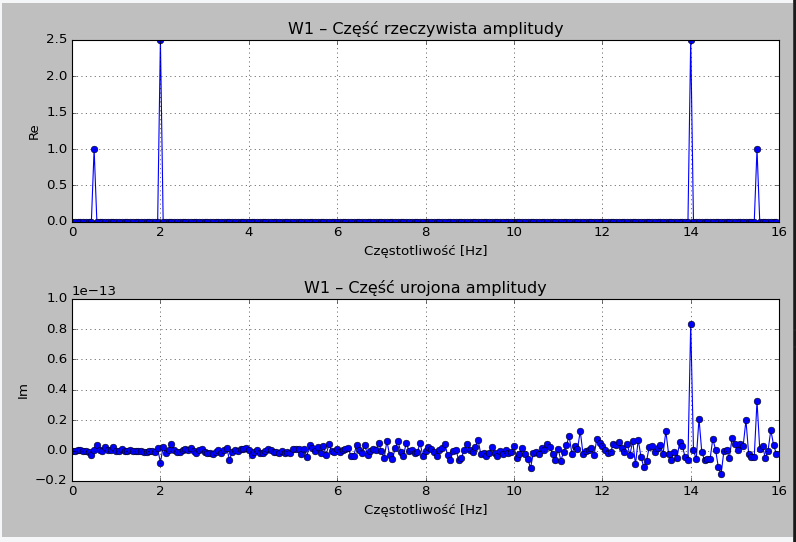 W1 – Część rzeczywista amplitudy
2.5
2.0
1.5
1.0
0.5
0.0
Re
0 2 4 6 8 10 12 14 16
Częstotliwość [Hz]
W1 – Część urojona amplitudy
1e−13
1.0
0.8
0.6
0.4
0.2
0.0
−0.2
Im
0 2 4 6 8 10 12 14 16
Częstotliwość [Hz]